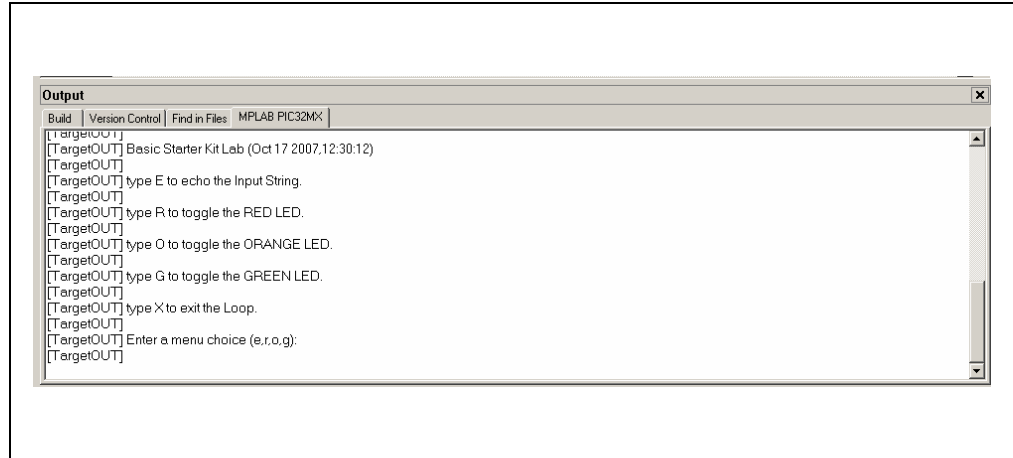 Output
Build Version Control Find in Files MPLAB PIC32MX
[TargetOUT]
[TargetOUT] Basic Starter Kit Lab (Oct 17 2007,12:30:12)
[TargetOUT]
[TargetOUT] type E to echo the Input String.
[TargetOUT]
[TargetOUT] type R to toggle the RED LED.
[TargetOUT]
[TargetOUT] type O to toggle the ORANGE LED.
[TargetOUT]
[TargetOUT] type G to toggle the GREEN LED.
[TargetOUT]
[TargetOUT] type X to exit the Loop.
[TargetOUT]
[TargetOUT] Enter a menu choice (e,r,o,g):
[TargetOUT]